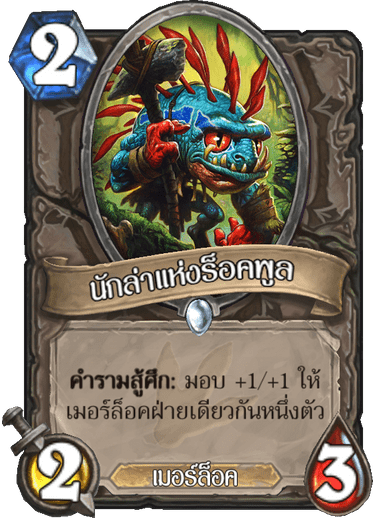 2
นักล่าแห่งร็อคพูล
คำรามสู้ศึก: มอบ +1/+1 ให้
เมอร์ล็อคฝ่ายเดียวกันหนึ่งตัว
2
เมอร์ล็อค
3